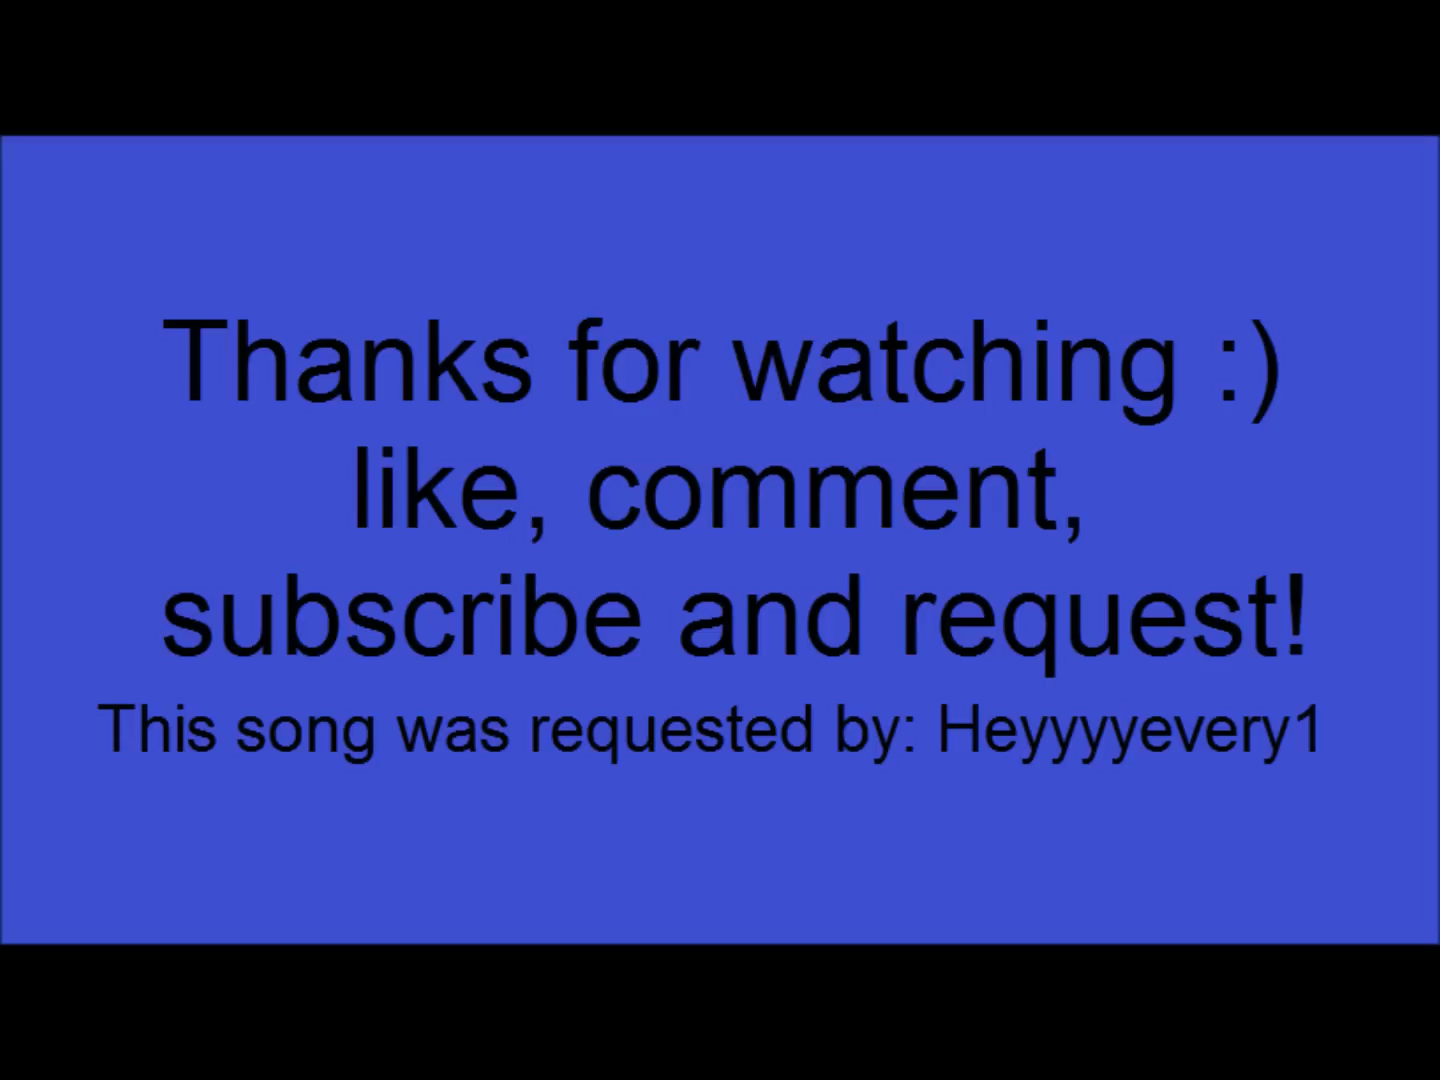 Thanks for watching :)
like, comment,
subscribe and request!
This song was requested by: Heyyyyevery1